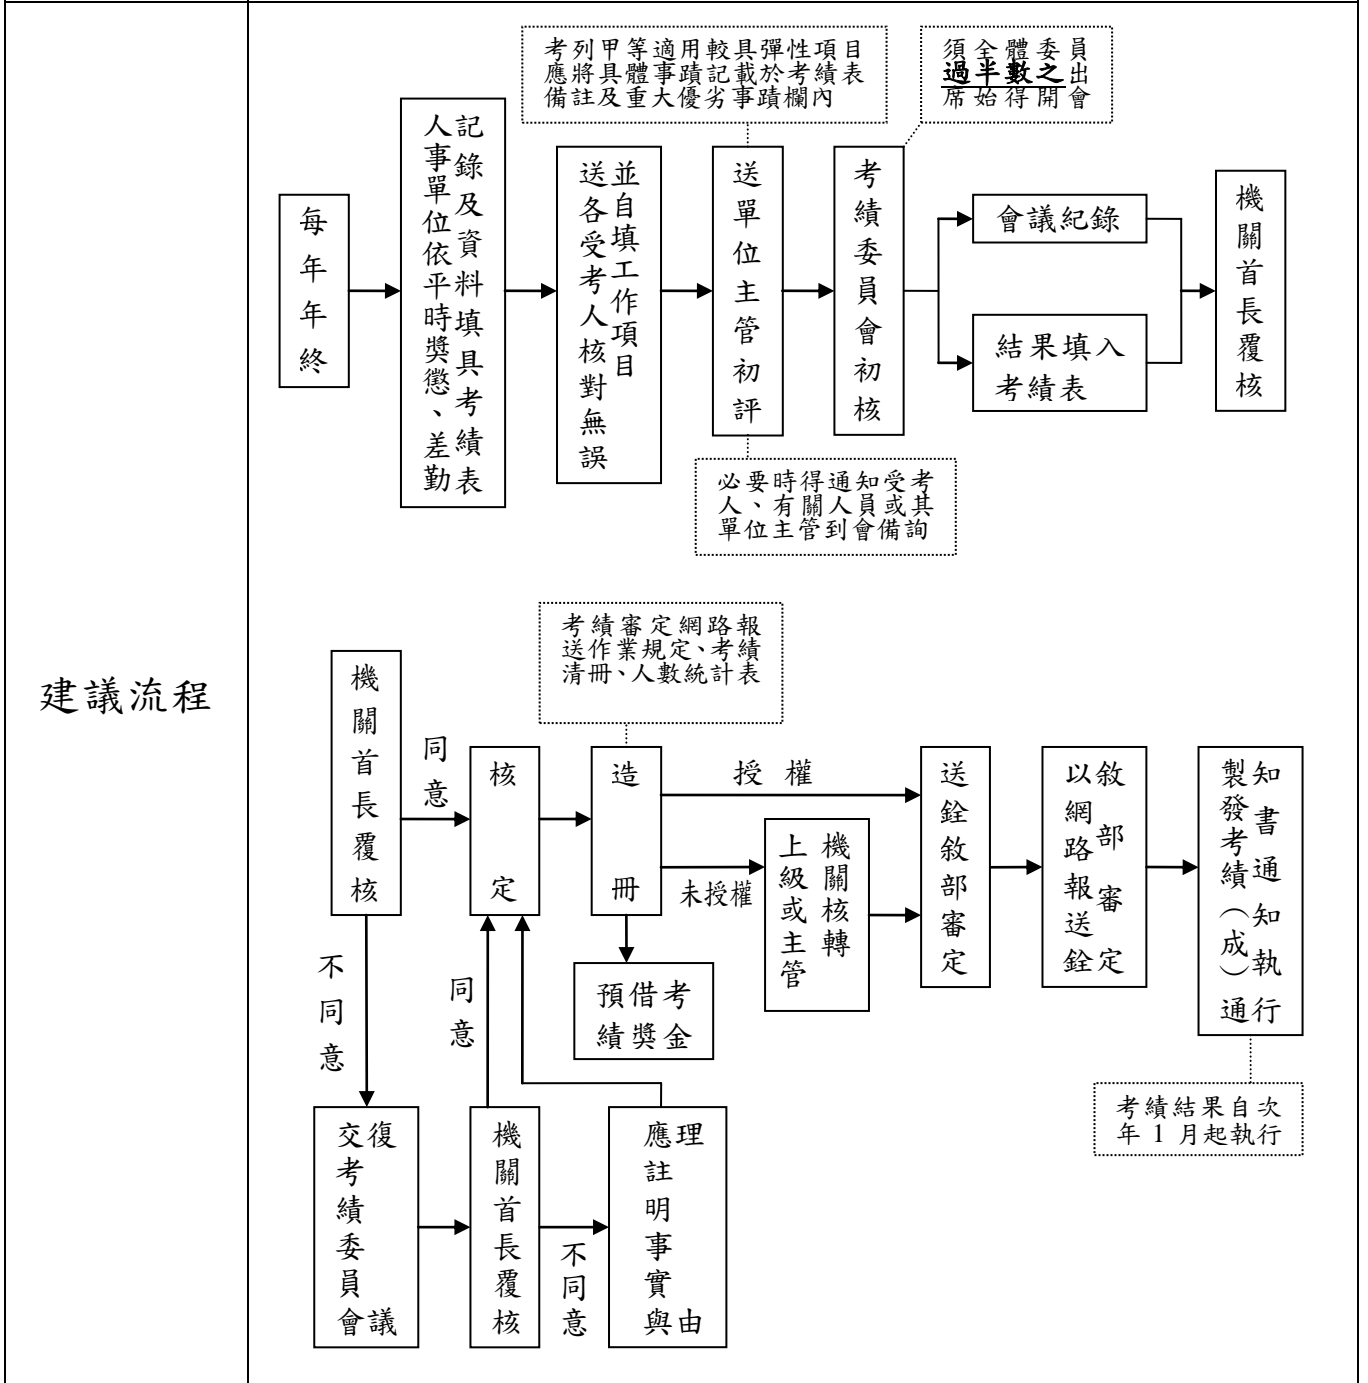 建議流程
考列甲等適用較具彈性項目
應將具體事蹟記載於考績表
備註及重大優劣事蹟欄內
須全體委員
過半數之出
席始得開會
每年年終
人事單位依平時獎懲、差勤
記錄及資料填具考績表
送各受考人核對無誤
並自填工作項目
送單位主管初評
考績委員會初核
會議紀錄
結果填入
考績表
機關首長覆核
必要時得通知受考
人、有關人員或其
單位主管到會備詢
考績審定網路報
送作業規定、考績
清冊、人數統計表
機關首長覆核
同意
核定
造冊
授權
未授權
上級或主管
機關核轉
送銓敘部審定
以網路報送銓
敘部審定
製發考績（成）通
知書通知執行
預借考
績獎金
不同意
同意
考績結果自次
年 1 月起執行
交考績委員會
復議
機關首長覆核
不同意
應註明事實與
理由